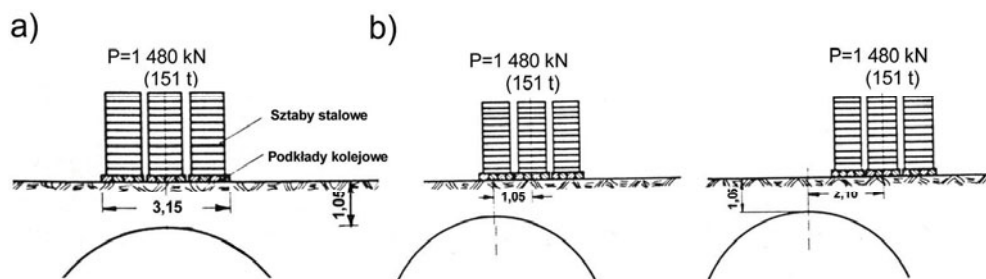 a)
P=1 480 kN
(151 t)
Sztaby stalowe
Podkłady kolejowe
3,15
1,05
b)
P=1 480 kN
(151 t)
1,05
P=1 480 kN
(151 t)
1,05
2,10